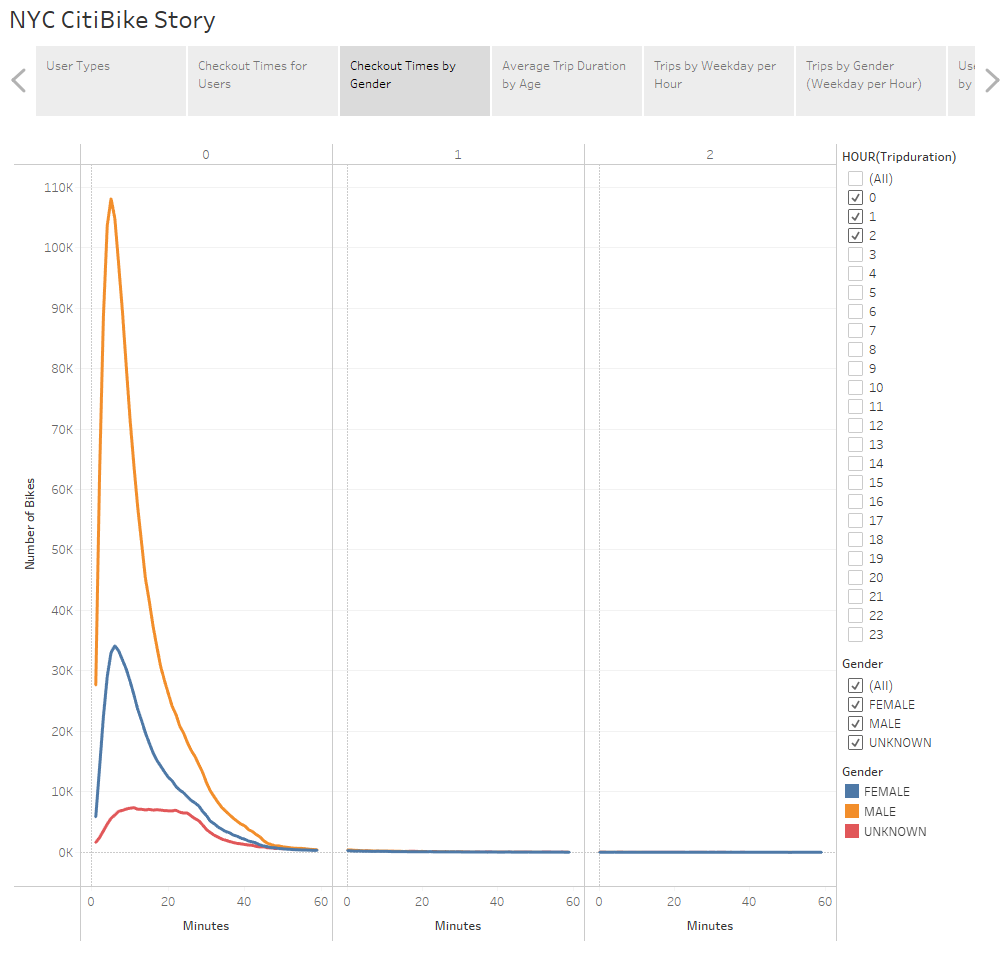 NYC CitiBike Story
User Types
Checkout Times for
Users
Checkout Times by
Gender
Average Trip Duration
by Age
Trips by Weekday per
Hour
Trips by Gender
(Weekday per Hour)
by
0
1
2
110K
100K
90K
80K
70K
60K
50K
40K
30K
20K
10K
0K
Number of Bikes
0 20 40 60
0 20 40 60
0 20 40 60
Minutes
Minutes
Minutes
HOUR(Tripduration)
(All)
0
1
2
3
4
5
6
7
8
9
10
11
12
13
14
15
16
17
18
19
20
21
22
23
Gender
(All)
FEMALE
MALE
UNKNOWN
Gender
FEMALE
MALE
UNKNOWN